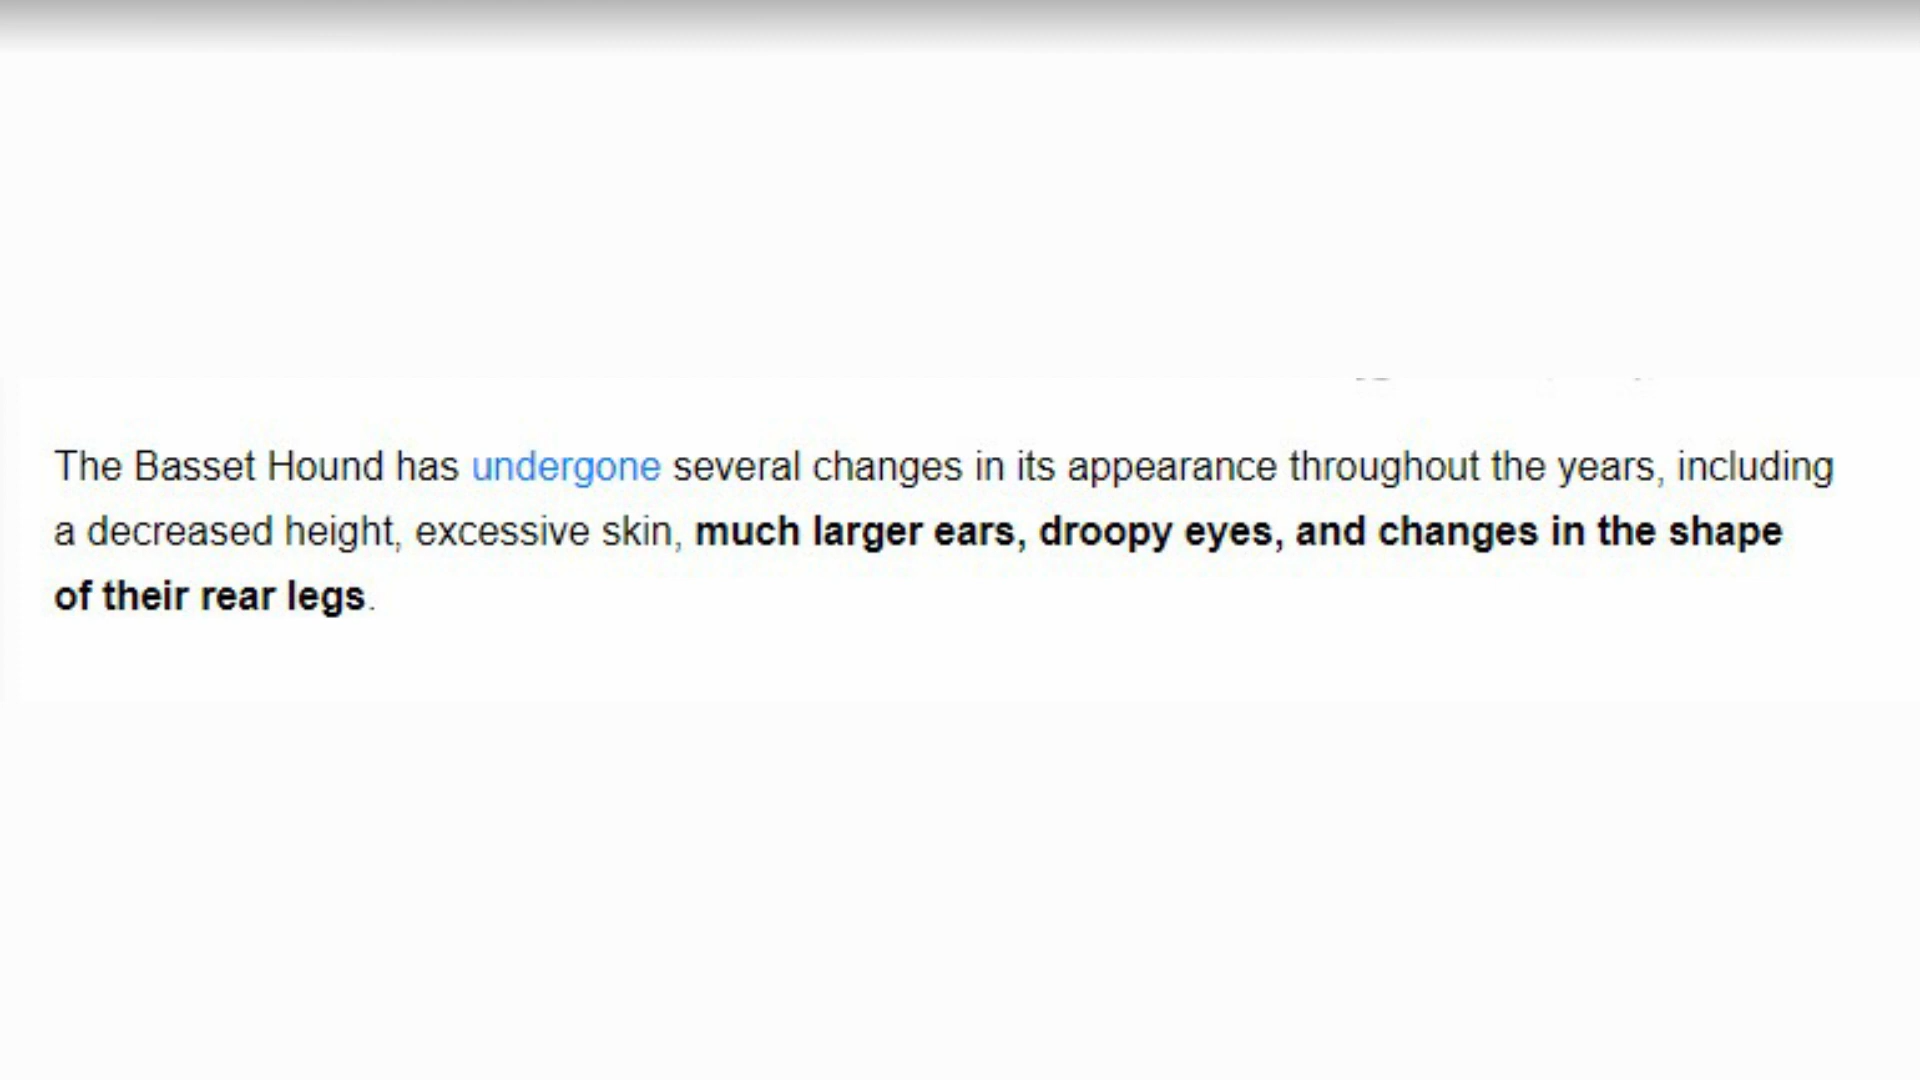 The Basset Hound has undergone several changes in its appearance throughout the years, including
a decreased height, excessive skin, much larger ears, droopy eyes, and changes in the shape
of their rear legs.